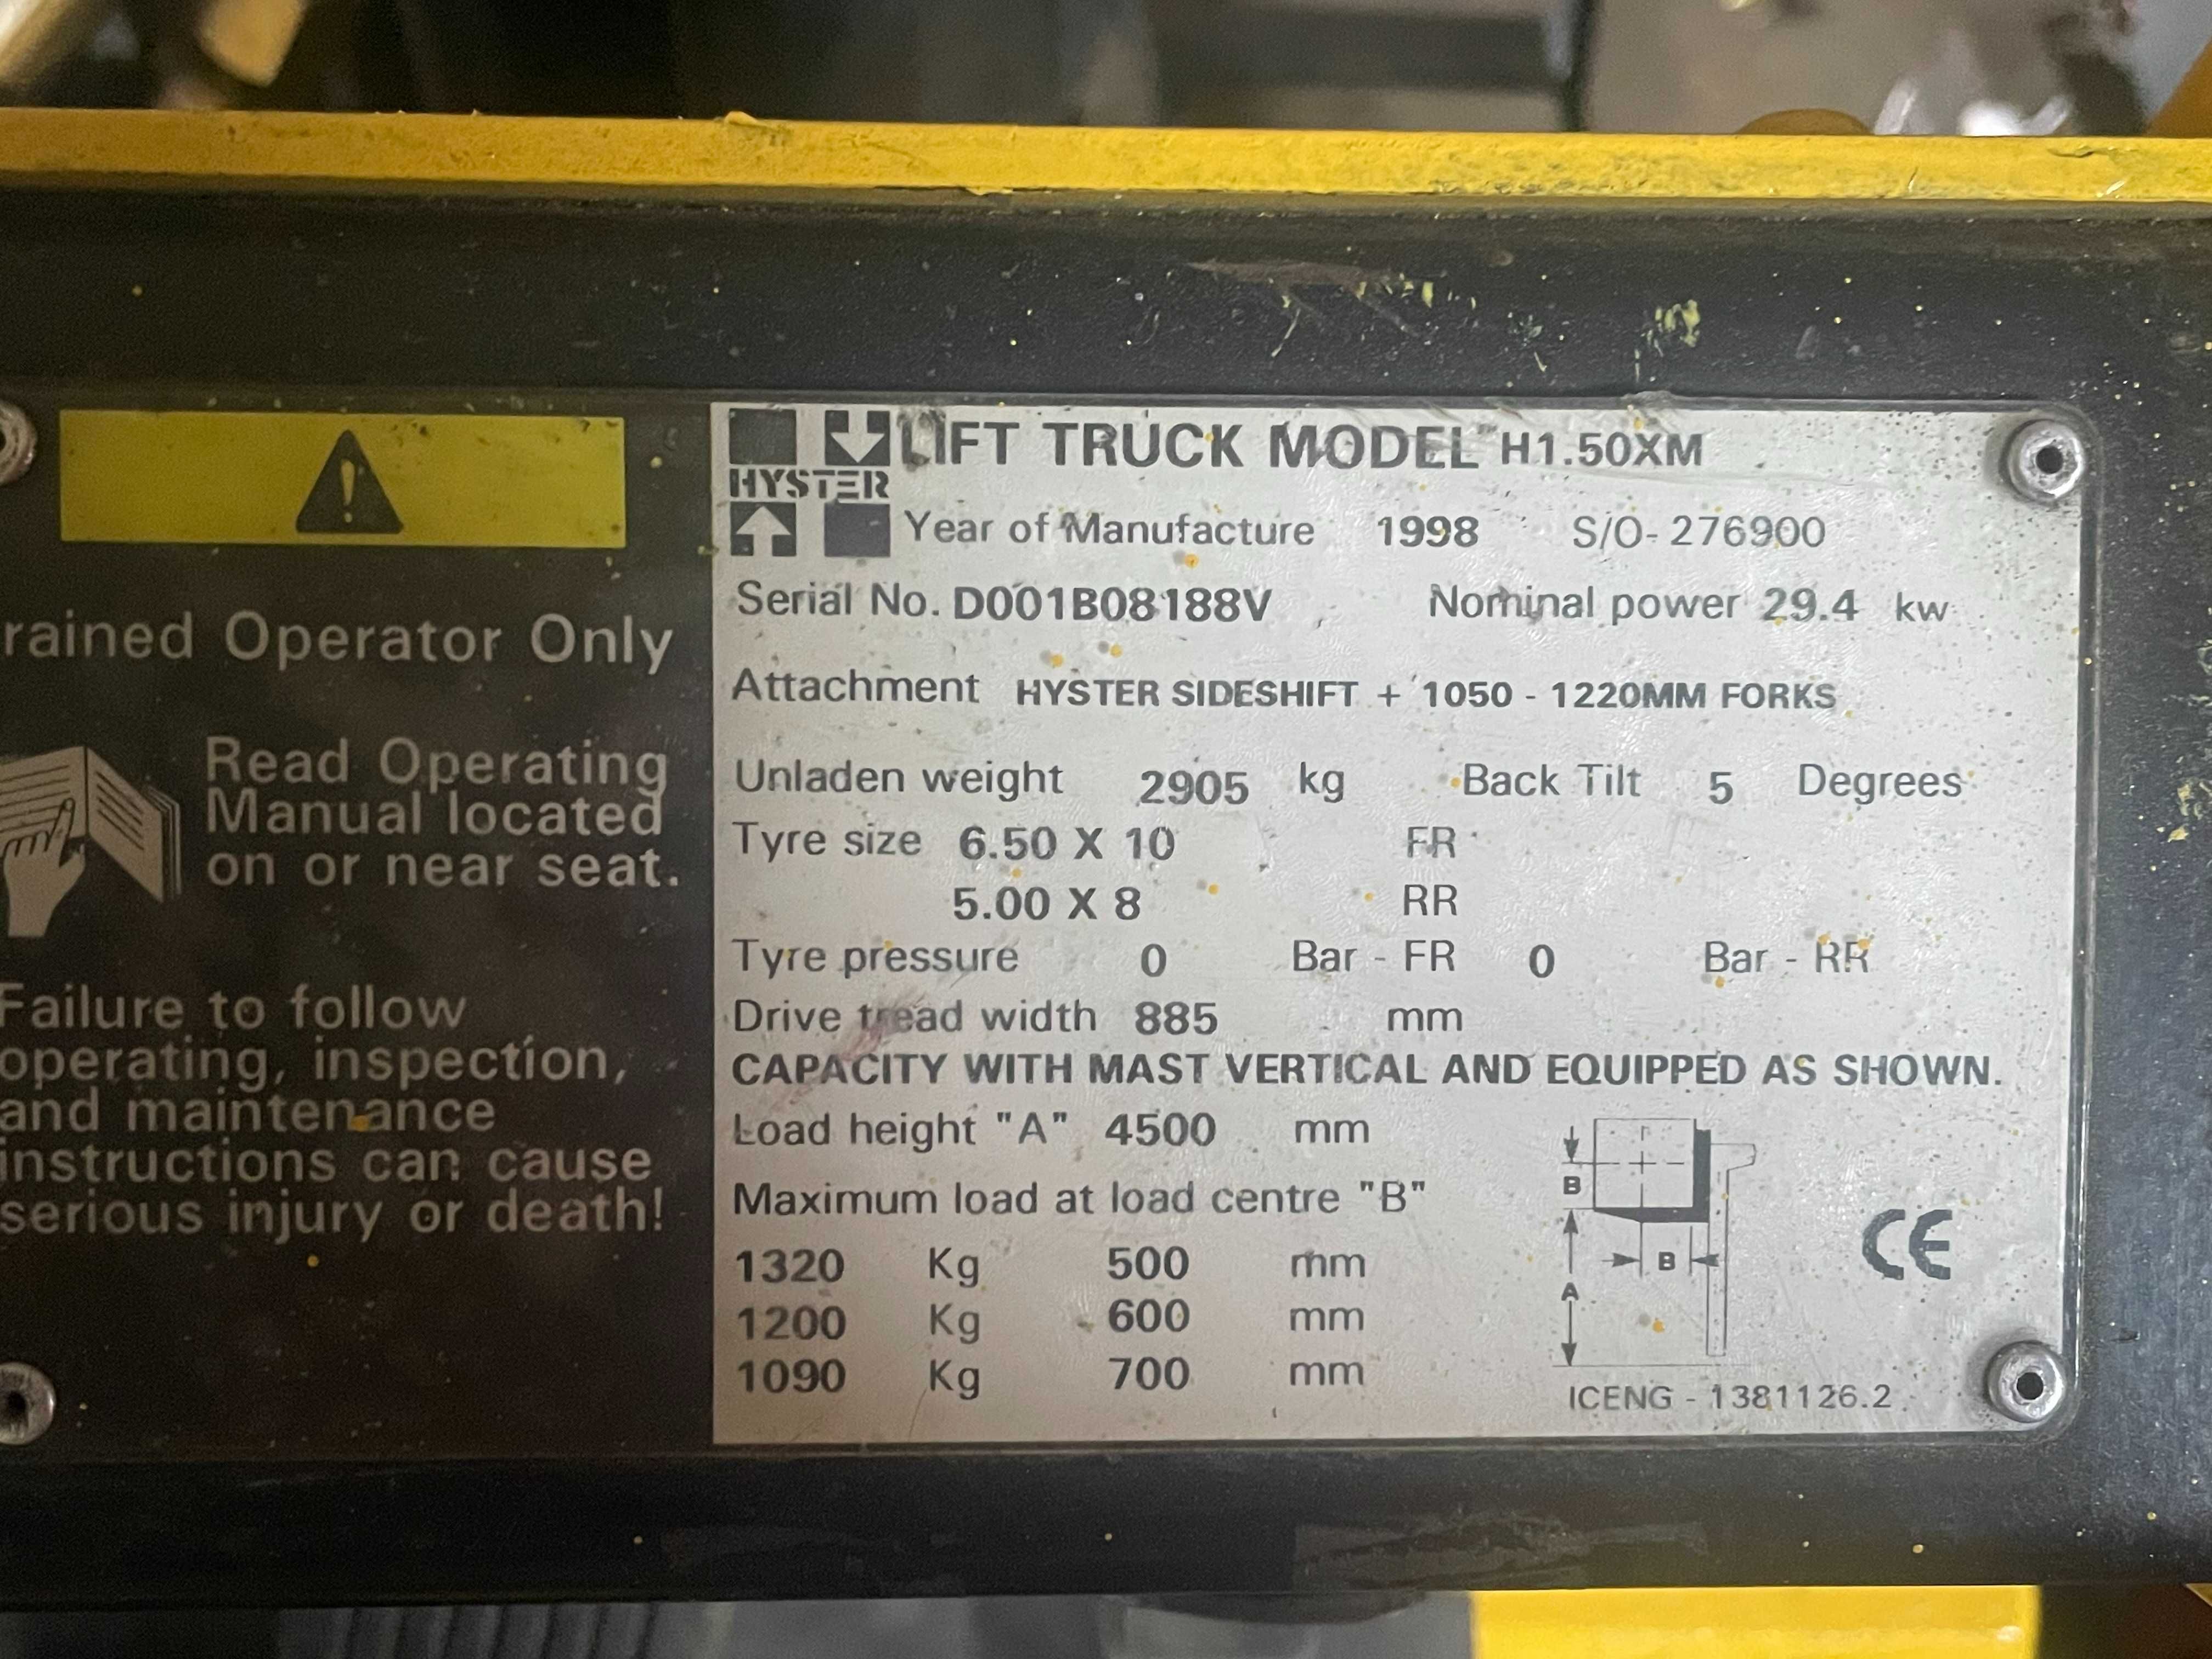 rained Operator Only
Read Operating
Manual located
on or near seat.
Failure to follow
operating, inspection,
and maintenance
instructions can cause
serious injury or death!
HYSTER
LIFT TRUCK MODEL H1.50XM
Year of Manufacture 1998 S/O- 276900
Serial No. D001B08188V Nominal power 29.4 kw
Attachment HYSTER SIDESHIFT + 1050 - 1220MM FORKS
Unladen weight 2905 kg Back Tilt 5 Degrees
Tyre size 6.50 X 10 FR
5.00 X 8 RR
Tyre pressure 0 Bar - FR 0 Bar - RR
Drive tread width 885 mm
CAPACITY WITH MAST VERTICAL AND EQUIPPED AS SHOWN.
Load height "A" 4500 mm
Maximum load at load centre "B"
1320 Kg 500 mm
1200 Kg 600 mm
1090 Kg 700 mm
B
B
A
CE
ICENG - 1381126.2